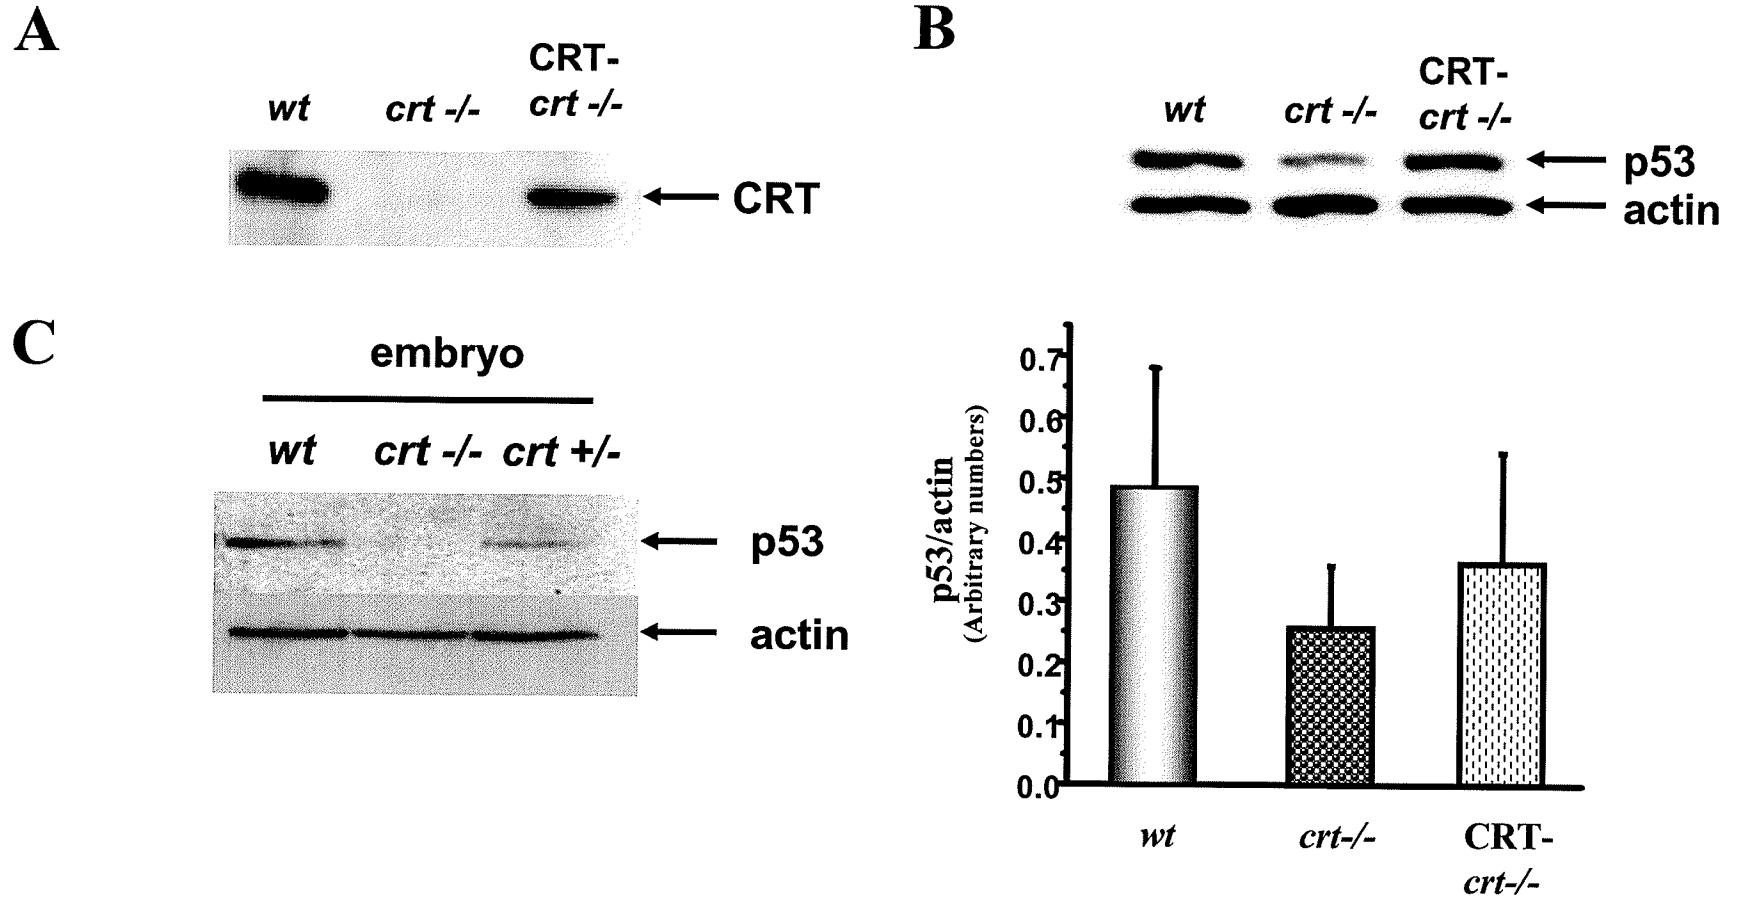 A
wt
crt -/-
CRT-
crt -/-
CRT
B
wt
crt -/-
CRT-
crt -/-
p53
actin
C
embryo
wt
crt -/-
crt +/-
p53
actin
p53/actin
(Arbitrary numbers)
0.7
0.6
0.5
0.4
0.3
0.2
0.1
0.0
wt
crt-/-
CRT-
crt-/-